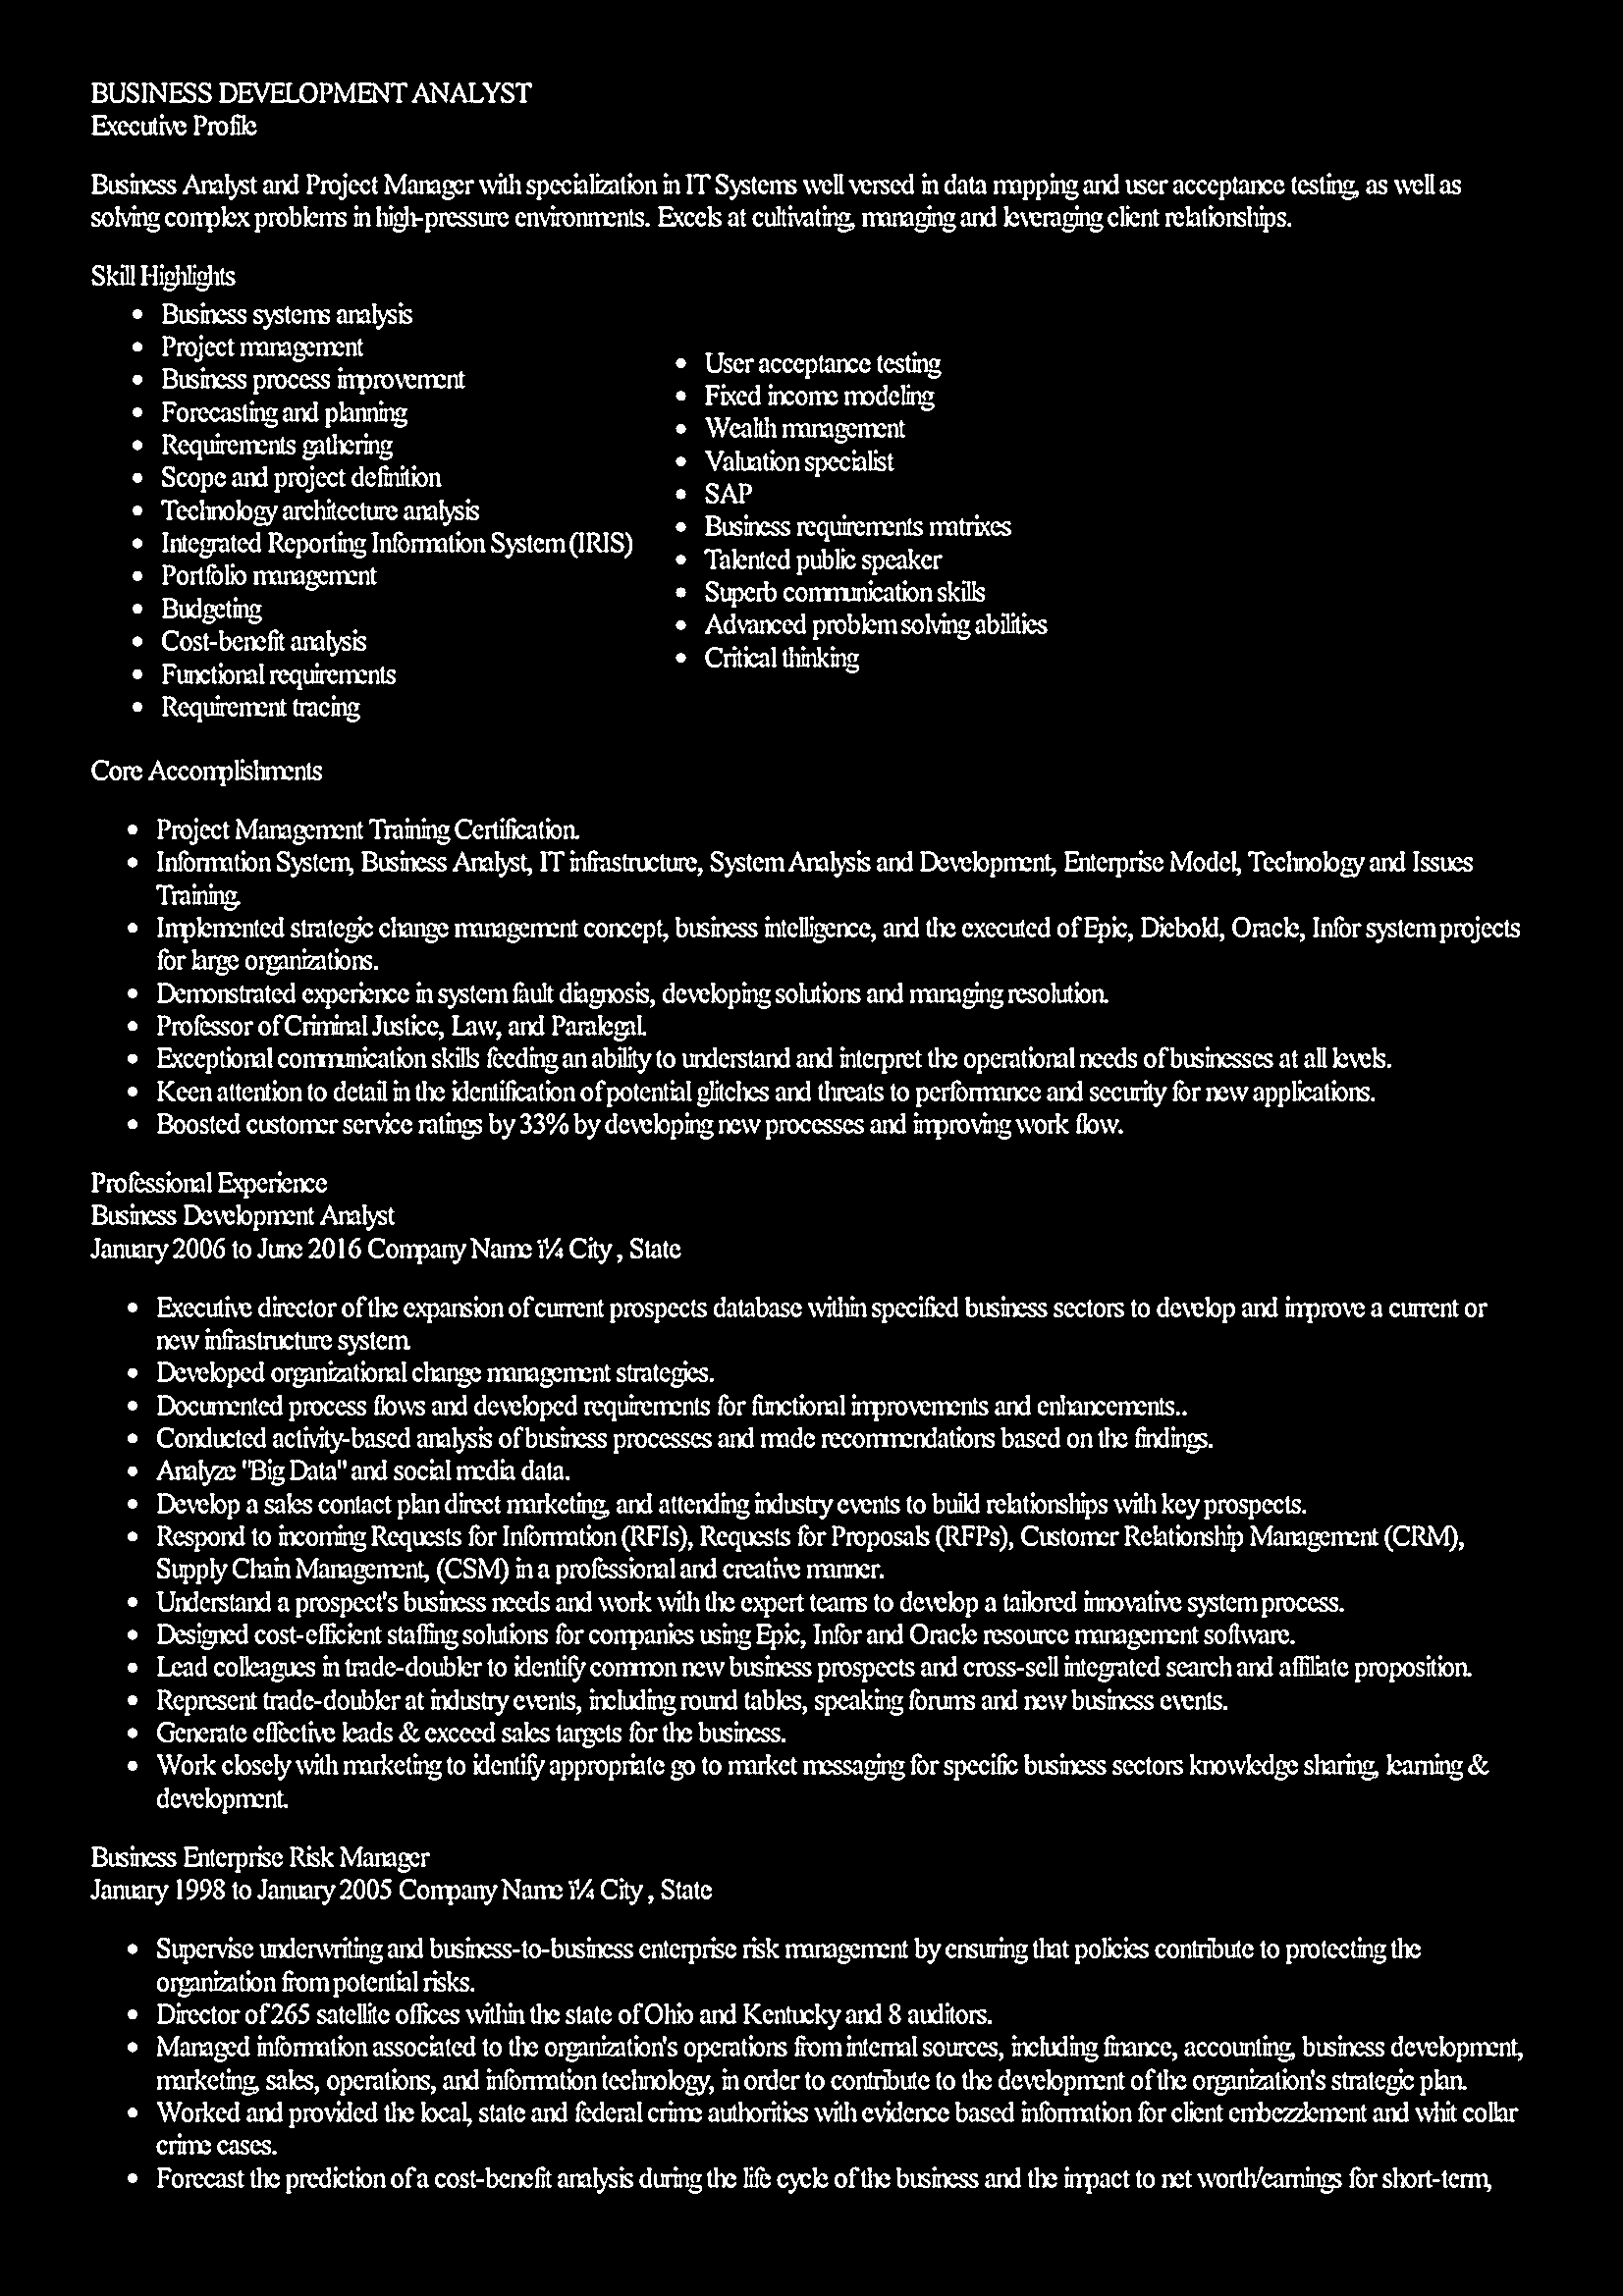 BUSINESS DEVELOPMENT ANALYST
Executive Profile
Business Analyst and Project Manager with specialization in IT Systems well versed in data mapping and user acceptance testing, as well as
solving complex problems in high-pressure environments. Excels at cultivating, managing and leveraging client relationships.
Skill Highlights
• Business systems analysis
• Project management
• Business process improvement
• Forecasting and planning
• Requirements gathering
• Scope and project definition
• Technology architecture analysis
• Integrated Reporting Information System (IRIS)
• Portfolio management
• Budgeting
• Cost-benefit analysis
• Functional requirements
• Requirement tracing
• User acceptance testing
• Fixed income modeling
• Wealth management
• Valuation specialist
• SAP
• Business requirements matrixes
• Talented public speaker
• Superb communication skills
• Advanced problem solving abilities
• Critical thinking
Core Accomplishments
• Project Management Training Certification.
• Information System, Business Analyst, IT infrastructure, System Analysis and Development, Enterprise Model, Technology and Issues
Training.
• Implemented strategic change management concept, business intelligence, and the executed of Epic, Diebold, Oracle, Infor system projects
for large organizations.
• Demonstrated experience in system fault diagnosis, developing solutions and managing resolution.
• Professor of Criminal Justice, Law, and Paralegal.
• Exceptional communication skills feeding an ability to understand and interpret the operational needs of businesses at all levels.
• Keen attention to detail in the identification of potential glitches and threats to performance and security for new applications.
• Boosted customer service ratings by 33% by developing new processes and improving work flow.
Professional Experience
Business Development Analyst
January 2006 to June 2016 Company Name ï¼ City , State
• Executive director of the expansion of current prospects database within specified business sectors to develop and improve a current or
new infrastructure system.
• Developed organizational change management strategies.
• Documented process flows and developed requirements for functional improvements and enhancements..
• Conducted activity-based analysis of business processes and made recommendations based on the findings.
• Analyze "Big Data" and social media data.
• Develop a sales contact plan direct marketing, and attending industry events to build relationships with key prospects.
• Respond to incoming Requests for Information (RFIs), Requests for Proposals (RFPs), Customer Relationship Management (CRM),
Supply Chain Management, (CSM) in a professional and creative manner.
• Understand a prospect's business needs and work with the expert teams to develop a tailored innovative system process.
• Designed cost-efficient staffing solutions for companies using Epic, Infor and Oracle resource management software.
• Lead colleagues in trade-doubler to identify common new business prospects and cross-sell integrated search and affiliate proposition.
• Represent trade-doubler at industry events, including round tables, speaking forums and new business events.
• Generate effective leads & exceed sales targets for the business.
• Work closely with marketing to identify appropriate go to market messaging for specific business sectors knowledge sharing, learning &
development.
Business Enterprise Risk Manager
January 1998 to January 2005 Company Name ï¼ City , State
• Supervise underwriting and business-to-business enterprise risk management by ensuring that policies contribute to protecting the
organization from potential risks.
• Director of 265 satellite offices within the state of Ohio and Kentucky and 8 auditors.
• Managed information associated to the organization's operations from internal sources, including finance, accounting, business development,
marketing, sales, operations, and information technology, in order to contribute to the development of the organization's strategic plan.
• Worked and provided the local, state and federal crime authorities with evidence based information for client embezzlement and whit collar
crime cases.
• Forecast the prediction of a cost-benefit analysis during the life cycle of the business and the impact to net worth/earnings for short-term,